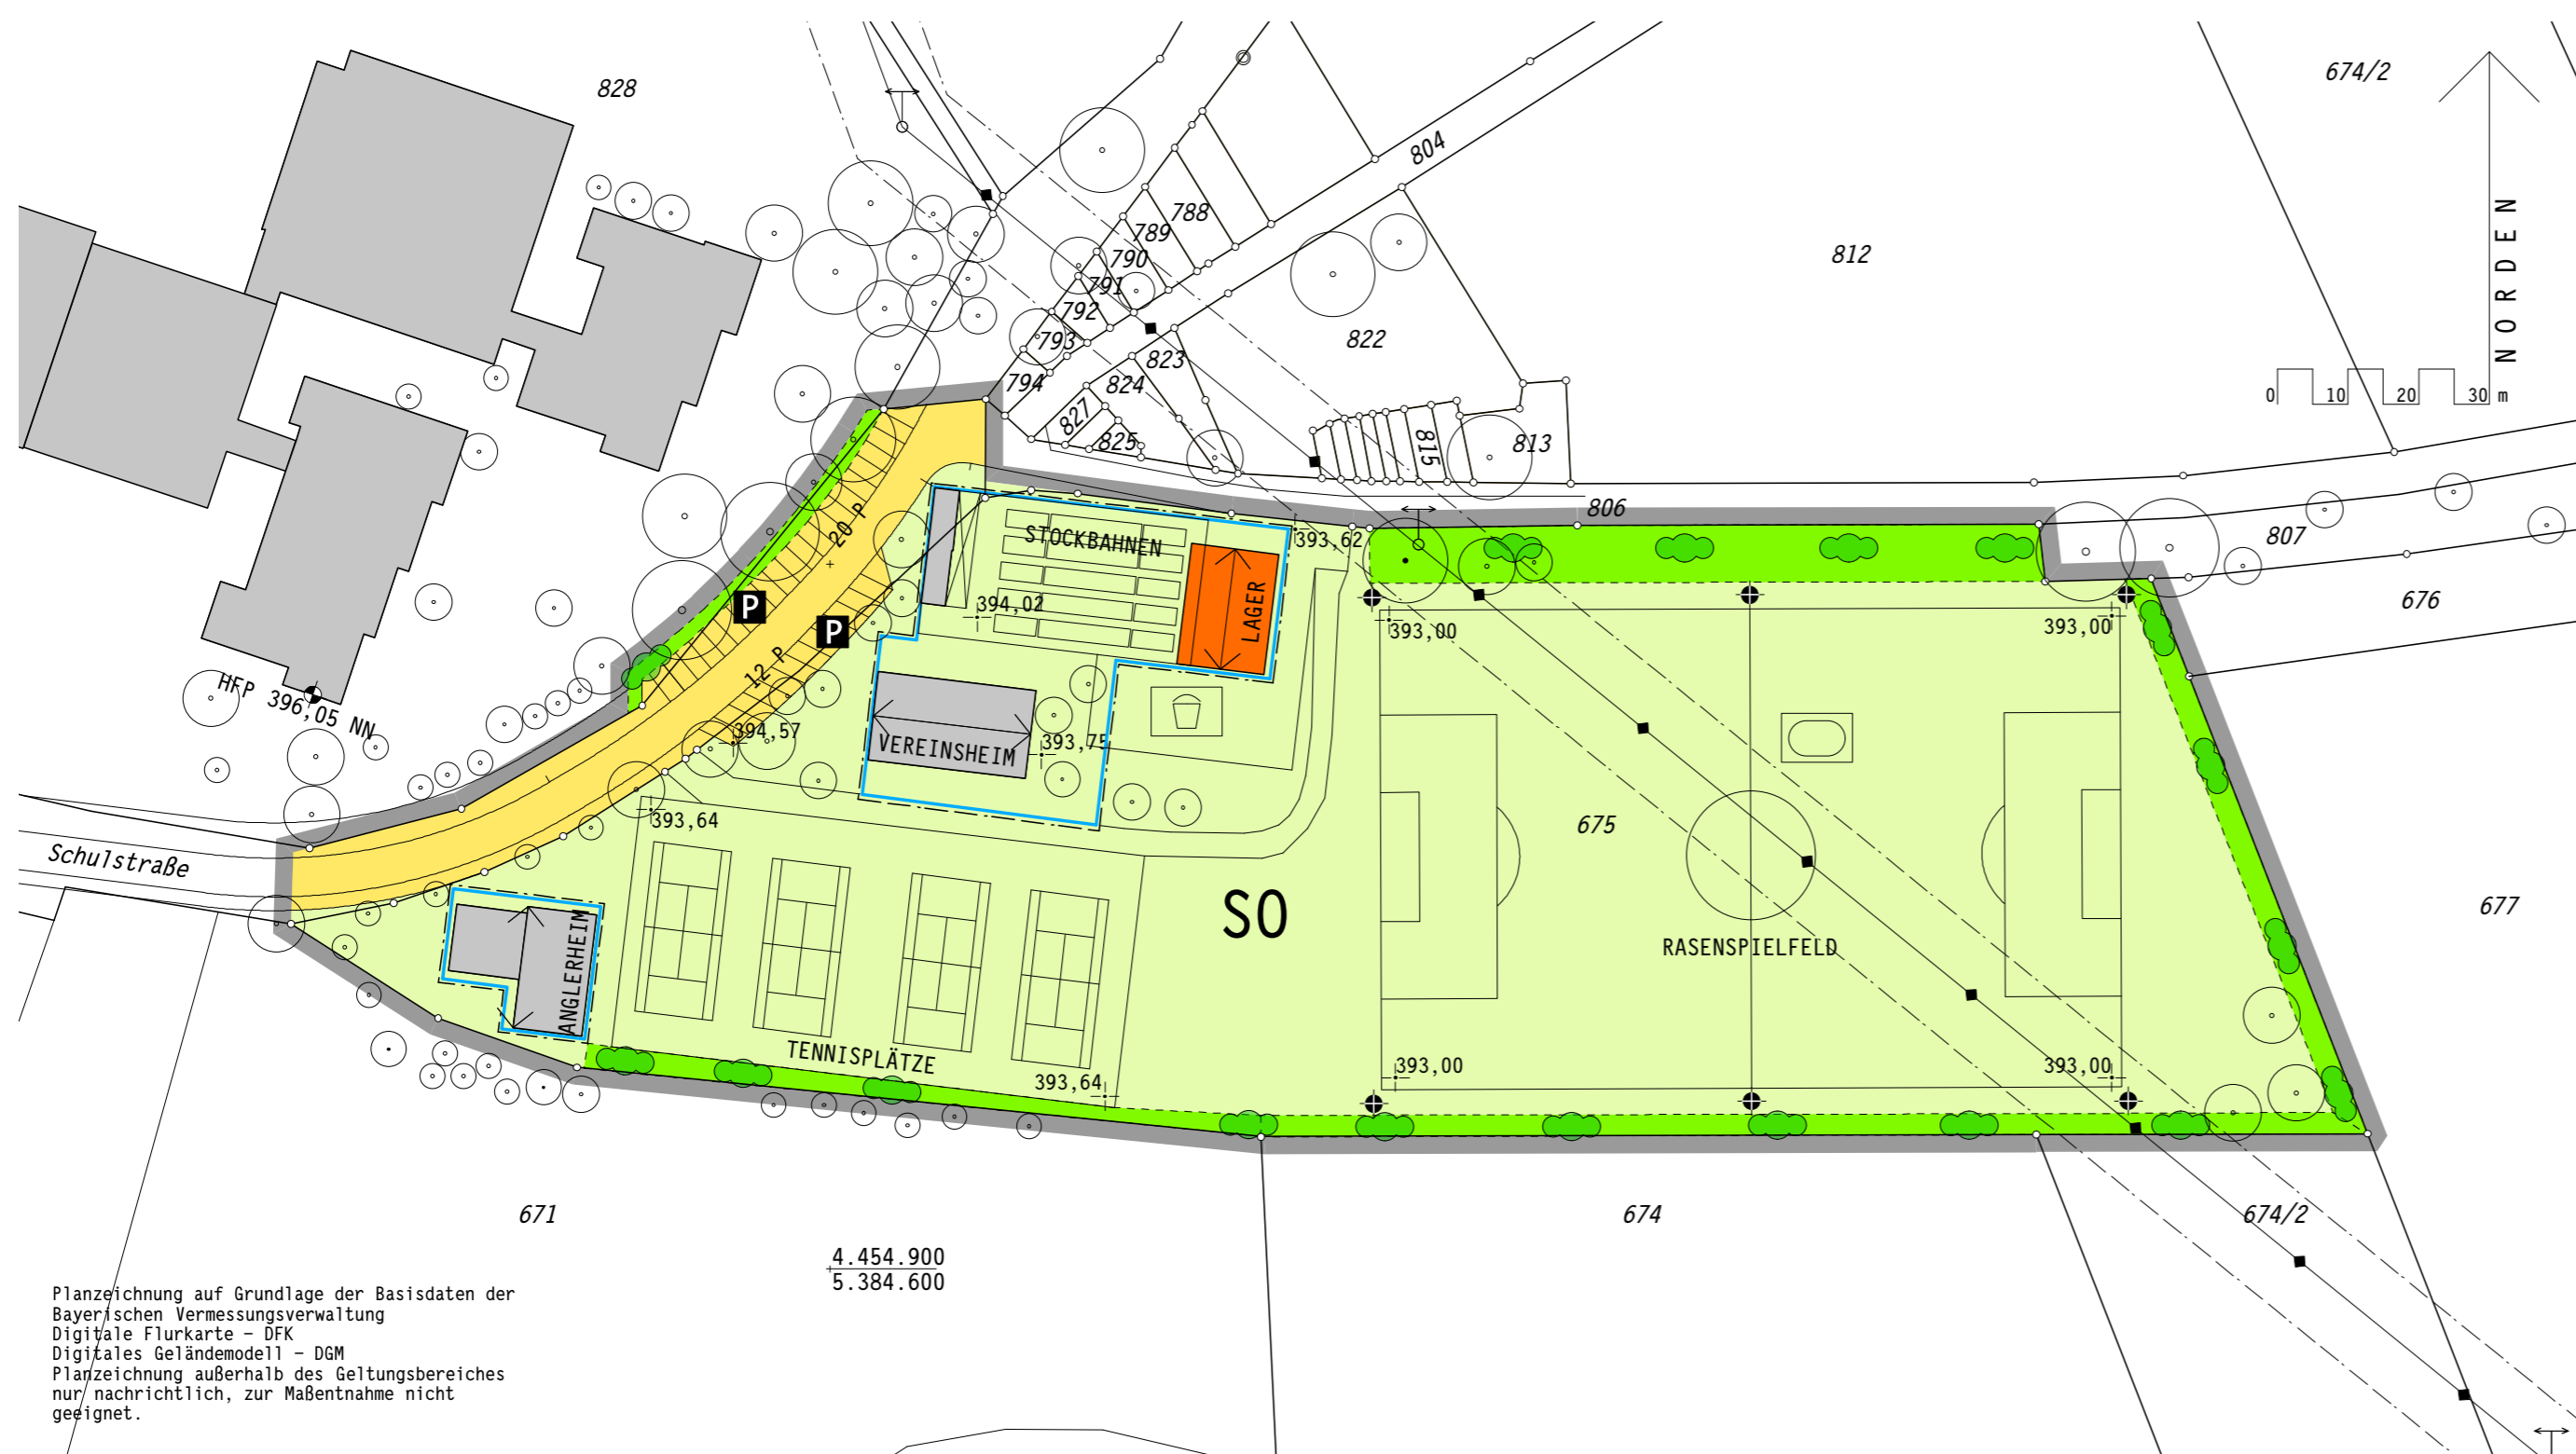 828
674/2
804
NORDEN
788
789
812
790
791
792
822
793
823
794
824
0 10 20 30 m
827
825
815
813
806
807
20 P
STOCKBAHNEN
393,62
P
394,02
LAGER
676
P
393,00
393,00
12 P
HFP 396,05 NN
394,57
VEREINSHEIM
393,75
393,64
675
Schulstraße
SO
677
ANGLERHEIM
RASENSPIELFELD
TENNISPLÄTZE
393,64
393,00
393,00
671
674
674/2
4.454.900
5.384.600
Planzeichnung auf Grundlage der Basisdaten der
Bayerischen Vermessungsverwaltung
Digitale Flurkarte – DFK
Digitales Geländemodell – DGM
Planzeichnung außerhalb des Geltungsbereiches
nur nachrichtlich, zur Maßentnahme nicht
geeignet.